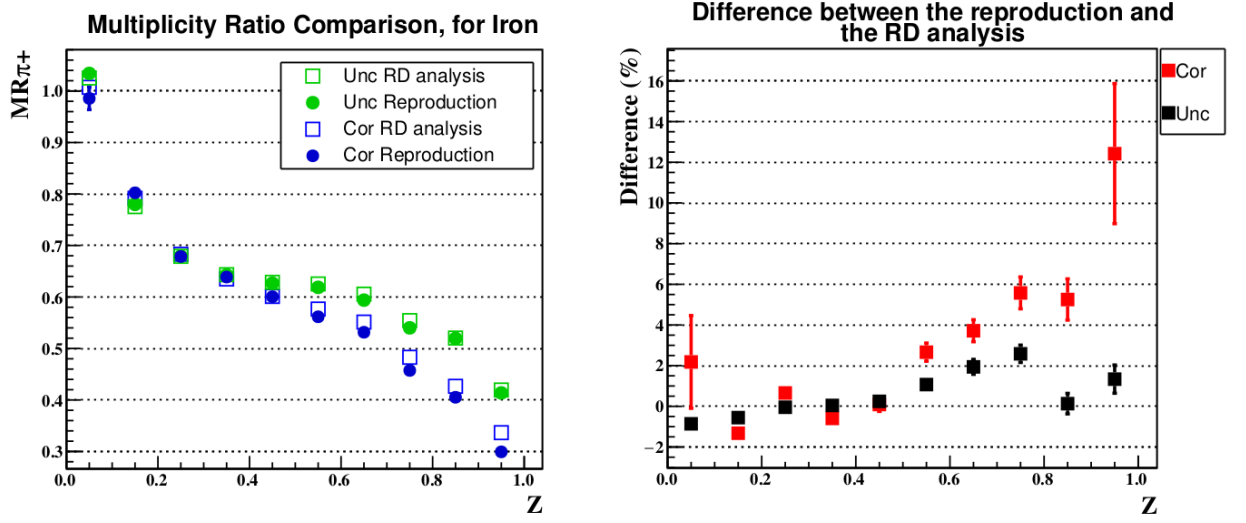 Multiplicity Ratio Comparison, for Iron
MRπ+
1.0
0.9
0.8
0.7
0.6
0.5
0.4
0.3
0.0 0.2 0.4 0.6 0.8 1.0
Z
Unc RD analysis
Unc Reproduction
Cor RD analysis
Cor Reproduction
Difference between the reproduction and
the RD analysis
Difference (%)
16
14
12
10
8
6
4
2
0
−2
0.0 0.2 0.4 0.6 0.8 1.0
Z
Cor
Unc